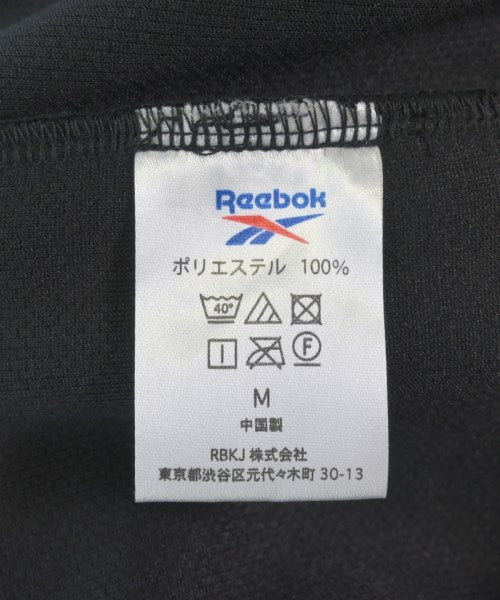 Reebok
ポリエステル 100%
40°
F
M
中国製
RBKJ 株式会社
東京都渋谷区元代々木町 30-13